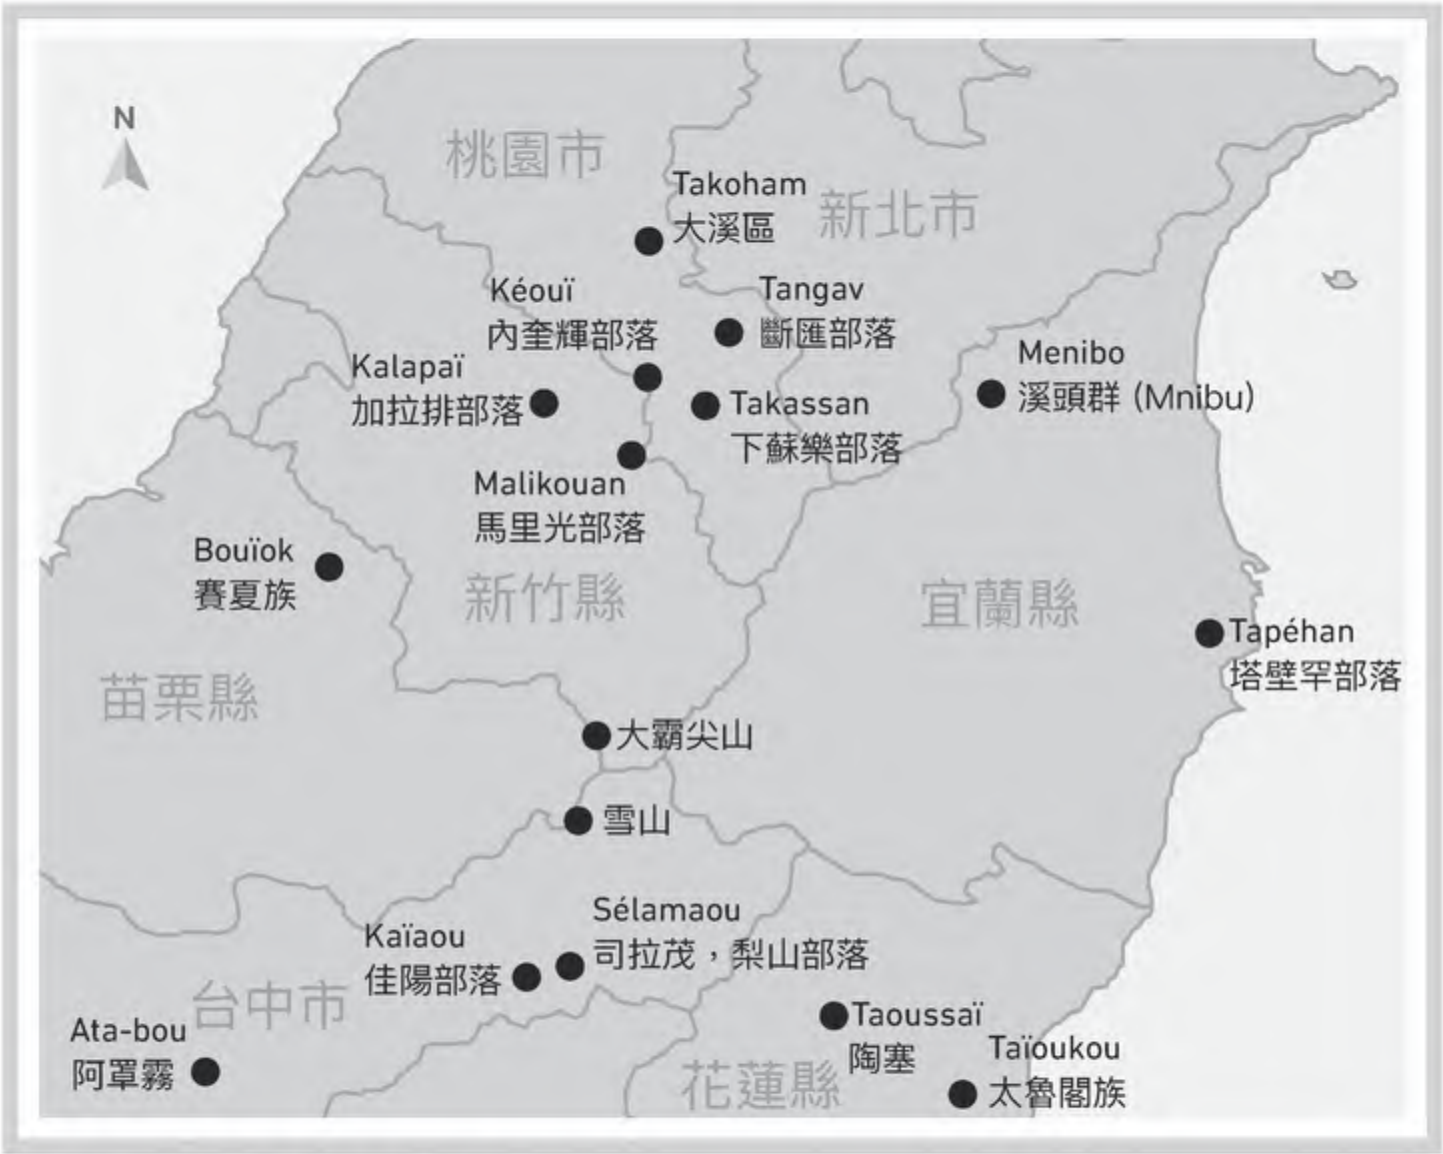 N
桃園市
Takoham
大溪區
新北市
Kéouï
內奎輝部落
Tangav
斷匯部落
Kalapaï
加拉排部落
Takassan
下蘇樂部落
Menibo
溪頭群 (Mnibu)
Malikouan
馬里光部落
Bouïok
賽夏族
新竹縣
宜蘭縣
Tapéhan
塔壁罕部落
苗栗縣
大霸尖山
雪山
Sélamaou
司拉茂，梨山部落
Kaïaou
佳陽部落
台中市
Ata-bou
阿罩霧
Taoussaï
陶塞
花蓮縣
Taïoukou
太魯閣族